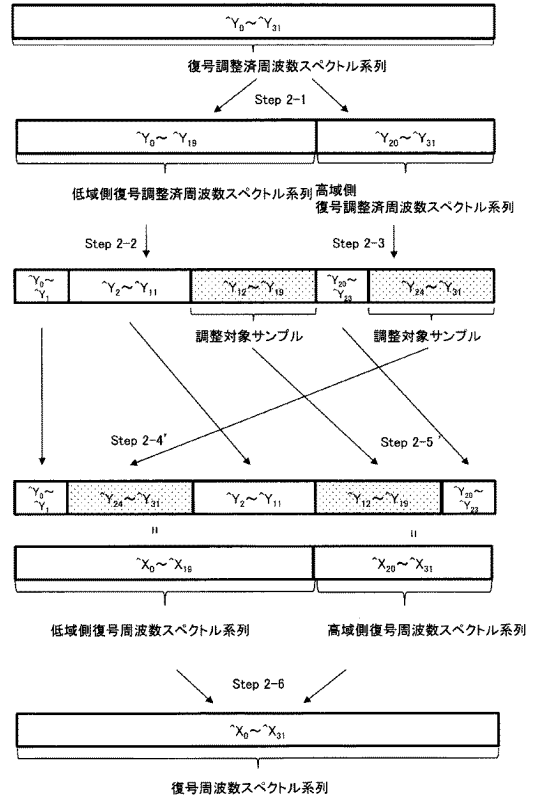 ^Y0～^Y31
復号調整済周波数スペクトル系列
Step 2-1
^Y0～ ^Y19
^Y20～^Y31
低域側復号調整済周波数スペクトル系列
高域側
復号調整済周波数スペクトル系列
Step 2-2
Step 2-3
^Y0～
^Y1
^Y2～^Y11
^Y12～^Y19
^Y20～
^Y23
^Y24～^Y31
調整対象サンプル
調整対象サンプル
Step 2-4'
Step 2-5'
^Y0～
^Y1
^Y24～^Y31
^Y2～^Y11
^Y12～^Y19
^Y20～
^Y23
=
=
^X0～^X19
^X20～^X31
低域側復号周波数スペクトル系列
高域側復号周波数スペクトル系列
Step 2-6
^X0～^X31
復号周波数スペクトル系列